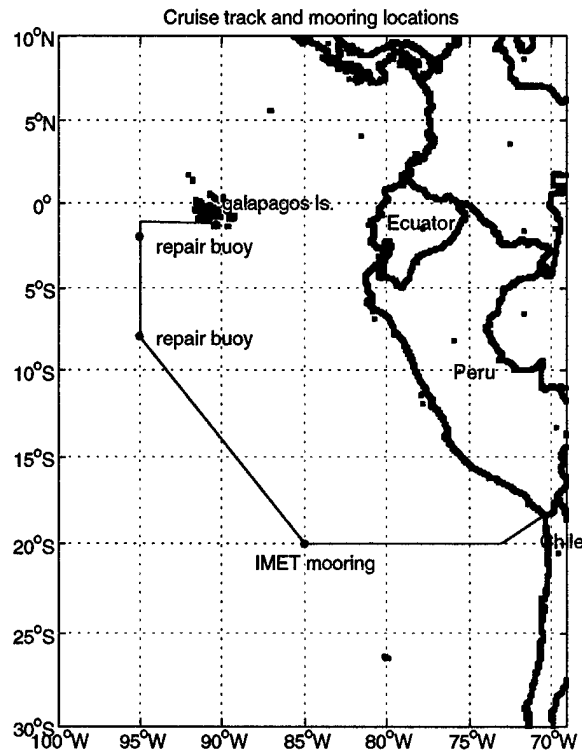 Cruise track and mooring locations
10°N
5°N
galapagos Is.
0°
Ecuador
repair buoy
5°S
repair buoy
10°S
Peru
15°S
20°S
Chile
IMET mooring
25°S
30°S
100°W 95°W 90°W 85°W 80°W 75°W 70°W